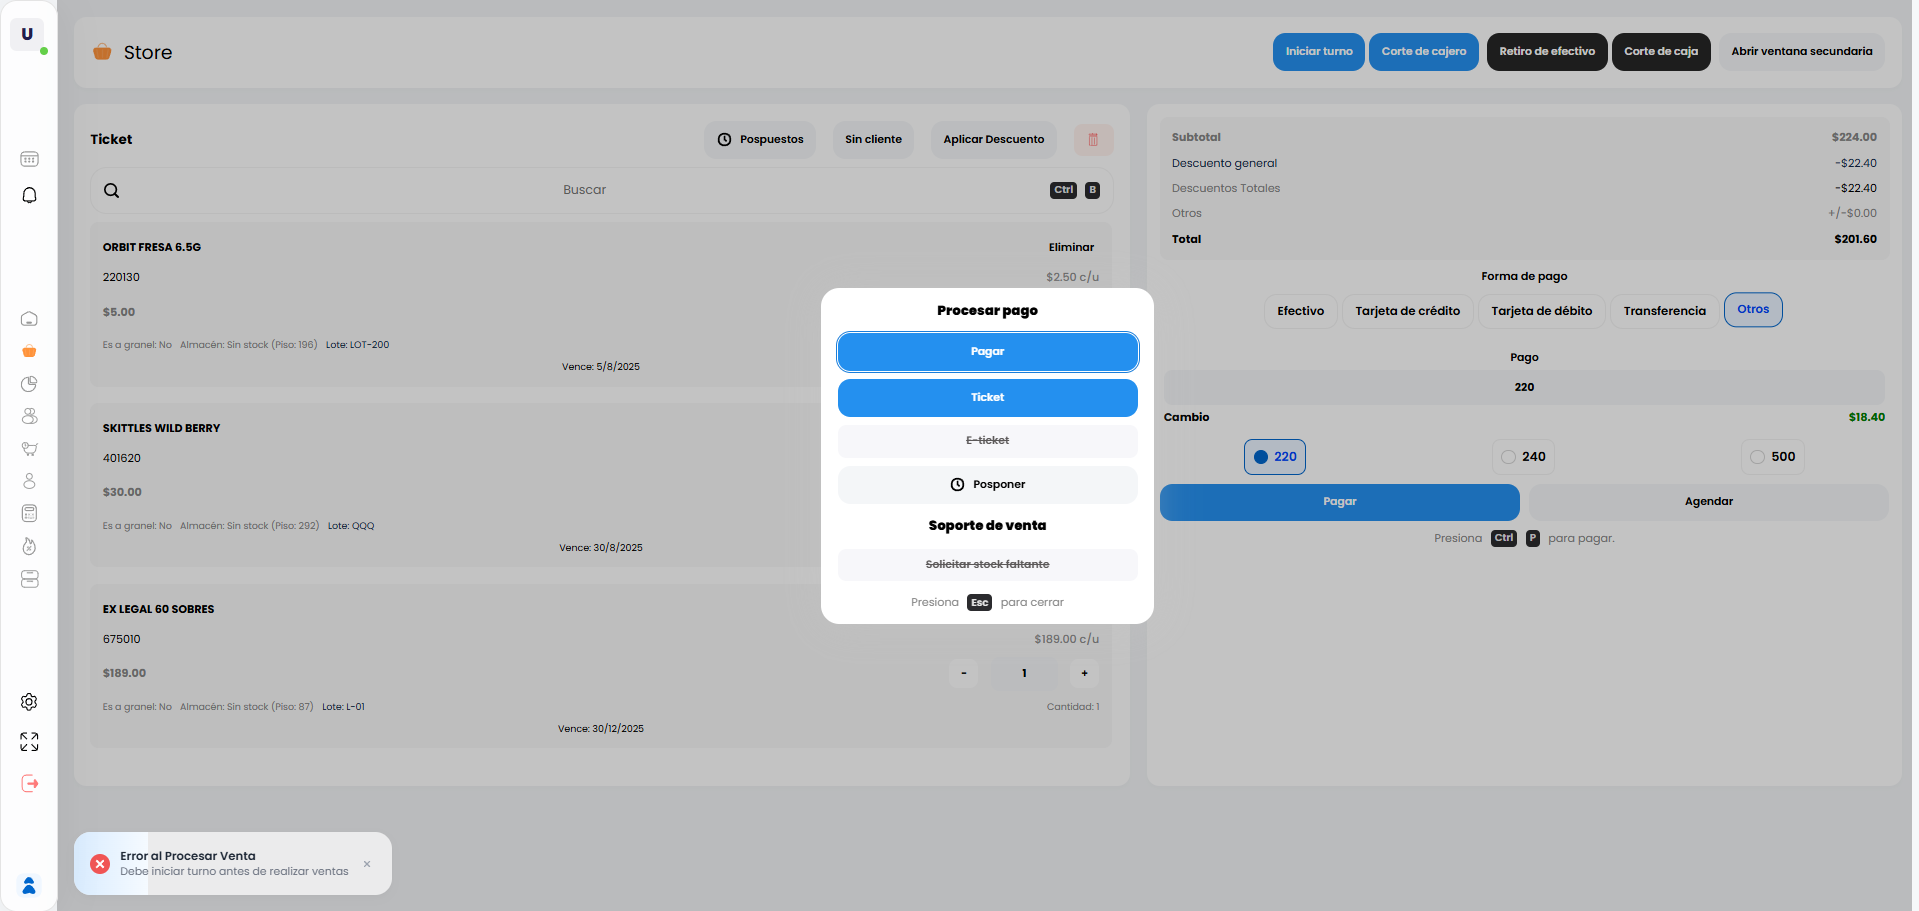 U
Store
Iniciar turno
Corte de cajero
Retiro de efectivo
Corte de caja
Abrir ventana secundaria
Ticket
Pospuestos
Sin cliente
Aplicar Descuento
Buscar
Ctrl B
ORBIT FRESA 6.5G
Eliminar
220130
$2.50 c/u
$5.00
Es a granel: No Almacén: Sin stock (Piso: 196) Lote: LOT-200
Vence: 5/8/2025
SKITTLES WILD BERRY
401620
$30.00
Es a granel: No Almacén: Sin stock (Piso: 292) Lote: QQQ
Vence: 30/8/2025
EX LEGAL 60 SOBRES
675010
$189.00 c/u
$189.00
- 1 +
Es a granel: No Almacén: Sin stock (Piso: 87) Lote: L-01
Cantidad: 1
Vence: 30/12/2025
Procesar pago
Pagar
Ticket
E-ticket
Posponer
Soporte de venta
Solicitar stock faltante
Presiona Esc para cerrar
Subtotal $224.00
Descuento general -$22.40
Descuentos Totales -$22.40
Otros +/-$0.00
Total $201.60
Forma de pago
Efectivo
Tarjeta de crédito
Tarjeta de débito
Transferencia
Otros
Pago
220
Cambio $18.40
220
240
500
Pagar
Agendar
Presiona Ctrl P para pagar.
Error al Procesar Venta
Debe iniciar turno antes de realizar ventas
×